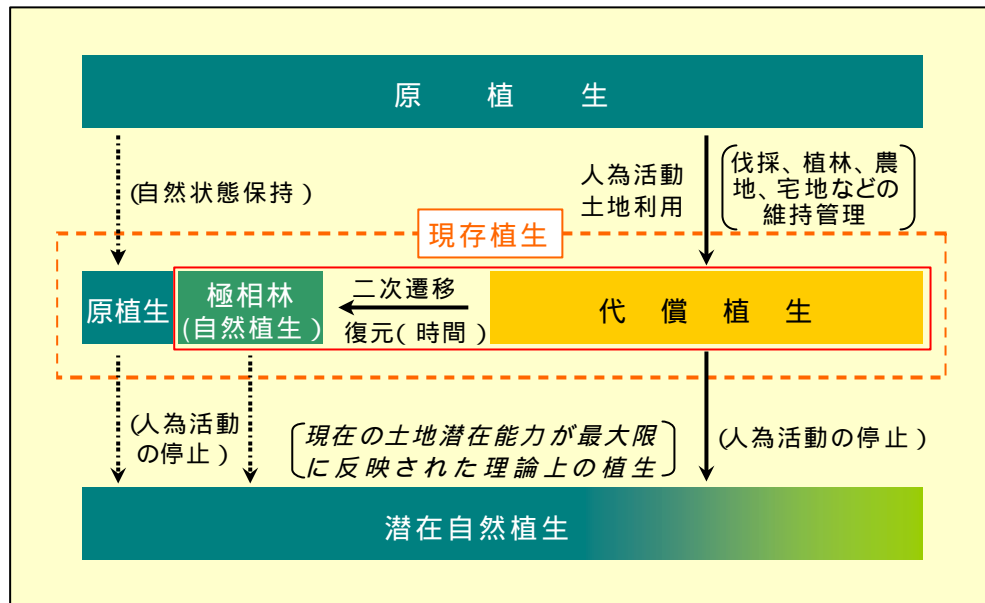 原植生
(自然状態保持)
人為活動
土地利用
伐採、植林、農
地、宅地などの
維持管理
現存植生
原植生
極相林
(自然植生)
二次遷移
復元(時間)
代償植生
(人為活動
の停止)
現在の土地潜在能力が最大限
に反映された理論上の植生
(人為活動の停止)
潜在自然植生